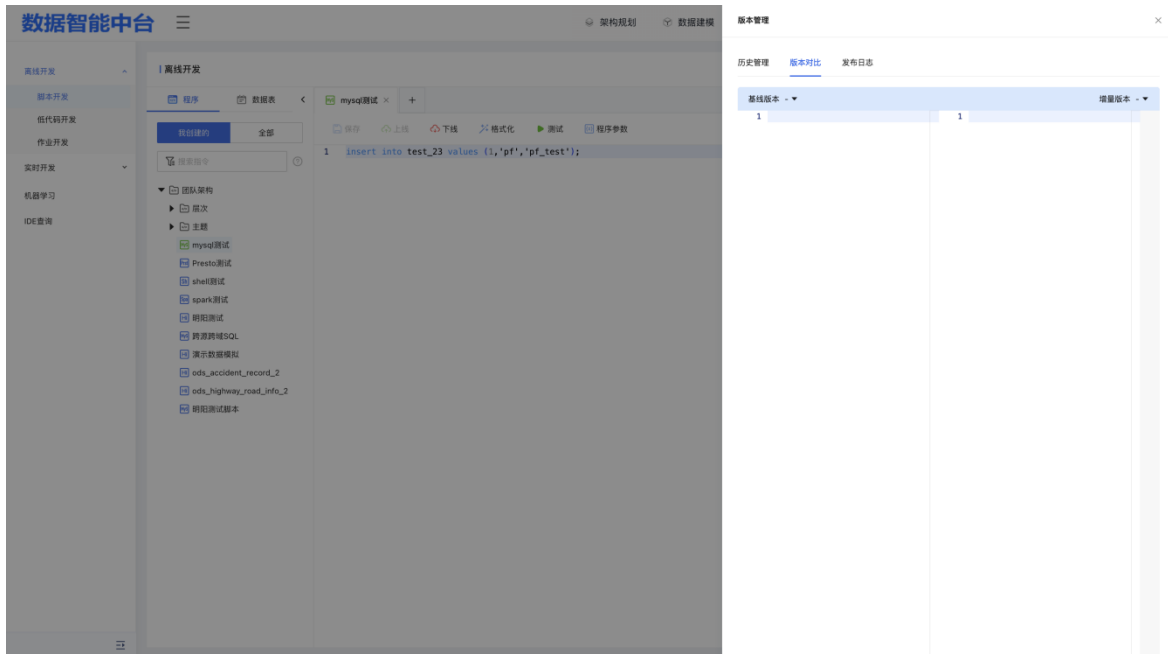 数据智能中台
架构规划
数据建模
离线开发
脚本开发
低代码开发
作业开发
实时开发
机器学习
IDE查询
离线开发
程序
数据表
我创建的
全部
搜索指令
团队架构
层次
主题
mysql测试
Presto测试
shell测试
spark测试
明阳测试
跨源跨域SQL
演示数据模拟
ods_accident_record_2
ods_highway_road_info_2
明阳测试脚本
mysql测试 × +
保存 上线 下线 格式化 测试 程序参数
1 insert into test_23 values (1,'pf','pf_test');
版本管理
历史管理 版本对比 发布日志
基线版本 - 增量版本 -
1 1